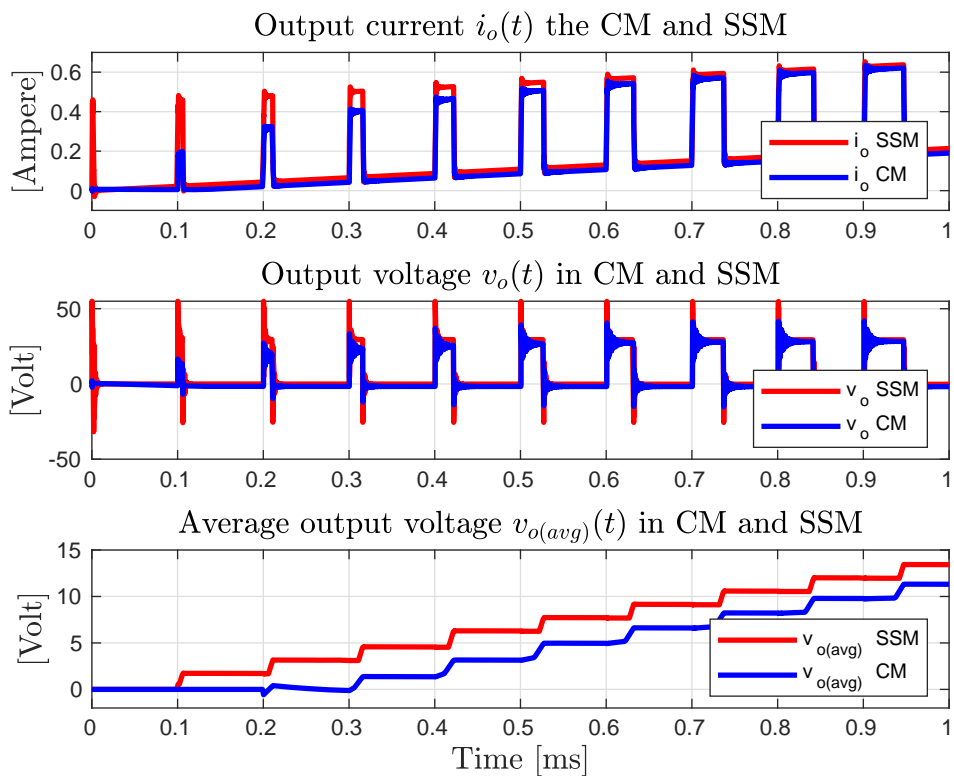 Output current i_o(t) the CM and SSM
[Ampere]
0.6
0.4
0.2
0
i_o SSM
i_o CM
0 0.1 0.2 0.3 0.4 0.5 0.6 0.7 0.8 0.9 1
Output voltage v_o(t) in CM and SSM
[Volt]
50
0
-50
v_o SSM
v_o CM
0 0.1 0.2 0.3 0.4 0.5 0.6 0.7 0.8 0.9 1
Average output voltage v_o(avg)(t) in CM and SSM
[Volt]
15
10
5
0
v_o(avg) SSM
v_o(avg) CM
0 0.1 0.2 0.3 0.4 0.5 0.6 0.7 0.8 0.9 1
Time [ms]